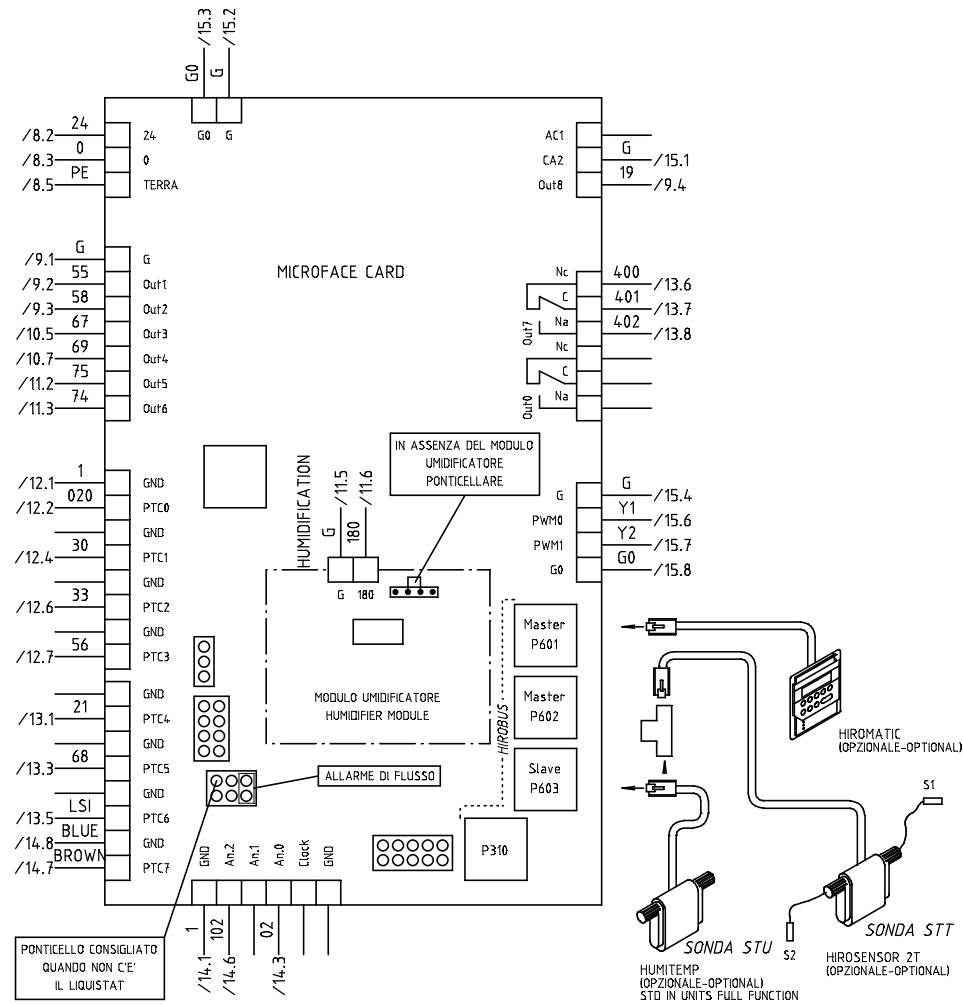 G0 /15.3
G /15.2
G0 G
/8.2 24 24
/8.3 0 0
/8.5 PE TERRA
AC1
CA2 G /15.1
Out8 19 /9.4
MICROFACE CARD
/9.1 G G
/9.2 55 Out1
/9.3 58 Out2
/10.5 67 Out3
/10.7 69 Out4
/11.2 75 Out5
/11.3 74 Out6
Nc 400 /13.6
C 401 /13.7
Na 402 /13.8
Out7
Nc
C
Na
Out0
IN ASSENZA DEL MODULO
UMIDIFICATORE
PONTICELLARE
/12.1 1 GND
/12.2 020 PTC0
GND
/12.4 30 PTC1
GND
/12.6 33 PTC2
GND
/12.7 56 PTC3
GND
/13.1 21 PTC4
GND
/13.3 68 PTC5
GND
/13.5 LSI PTC6
/14.8 BLUE GND
/14.7 BROWN PTC7
HUMIDIFICATION
G /11.5
180 /11.6
G 180
G G /15.4
PWM0 Y1 /15.6
PWM1 Y2 /15.7
G0 G0 /15.8
MODULO UMIDIFICATORE
HUMIDIFIER MODULE
HIROBUS
Master
P601
Master
P602
Slave
P603
P310
ALLARME DI FLUSSO
GND An.2 An.1 An.0 Clock GND
1 /14.1
102 /14.6
02 /14.3
PONTICELLO CONSIGLIATO
QUANDO NON C'E'
IL LIQUISTAT
HIROMATIC
(OPZIONALE-OPTIONAL)
S1
S2
SONDA STU
HUMITEMP
(OPZIONALE-OPTIONAL)
STD IN UNITS FULL FUNCTION
SONDA STT
HIROSENSOR 2T
(OPZIONALE-OPTIONAL)